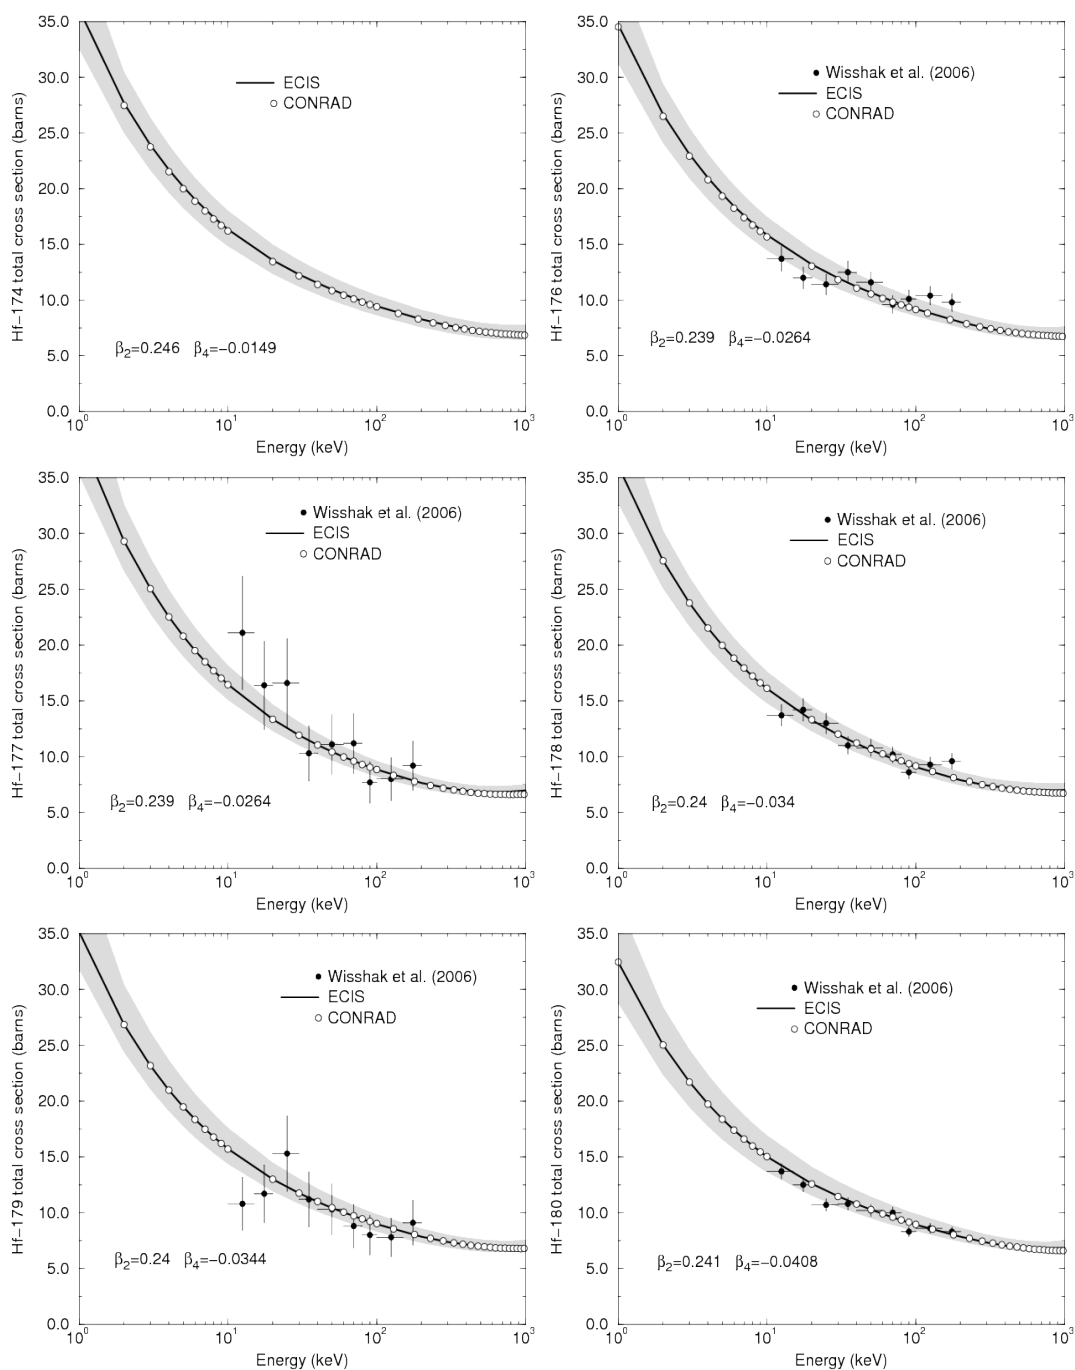 Hf−174 total cross section (barns)
35.0
30.0
25.0
20.0
15.0
10.0
5.0
0.0
ECIS
CONRAD
β2=0.246 β4=−0.0149
10^0 10^1 10^2 10^3
Energy (keV)
Hf−176 total cross section (barns)
35.0
30.0
25.0
20.0
15.0
10.0
5.0
0.0
Wisshak et al. (2006)
ECIS
CONRAD
β2=0.239 β4=−0.0264
10^0 10^1 10^2 10^3
Energy (keV)
Hf−177 total cross section (barns)
35.0
30.0
25.0
20.0
15.0
10.0
5.0
0.0
Wisshak et al. (2006)
ECIS
CONRAD
β2=0.239 β4=−0.0264
10^0 10^1 10^2 10^3
Energy (keV)
Hf−178 total cross section (barns)
35.0
30.0
25.0
20.0
15.0
10.0
5.0
0.0
Wisshak et al. (2006)
ECIS
CONRAD
β2=0.24 β4=−0.034
10^0 10^1 10^2 10^3
Energy (keV)
Hf−179 total cross section (barns)
35.0
30.0
25.0
20.0
15.0
10.0
5.0
0.0
Wisshak et al. (2006)
ECIS
CONRAD
β2=0.24 β4=−0.0344
10^0 10^1 10^2 10^3
Energy (keV)
Hf−180 total cross section (barns)
35.0
30.0
25.0
20.0
15.0
10.0
5.0
0.0
Wisshak et al. (2006)
ECIS
CONRAD
β2=0.241 β4=−0.0408
10^0 10^1 10^2 10^3
Energy (keV)